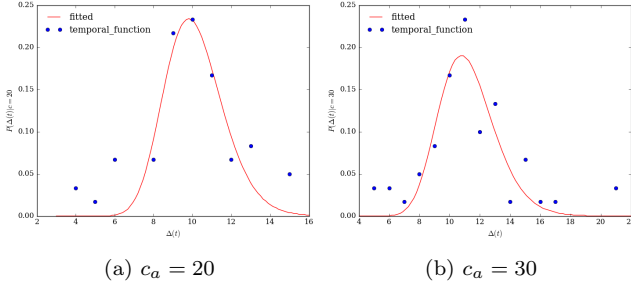 0.25
0.20
0.15
0.10
0.05
0.00
P(Δ(t)|c=20)
fitted
temporal_function
2 4 6 8 10 12 14 16
Δ(t)
(a) c_a = 20
0.25
0.20
0.15
0.10
0.05
0.00
P(Δ(t)|c=30)
fitted
temporal_function
4 6 8 10 12 14 16 18 20 22
Δ(t)
(b) c_a = 30